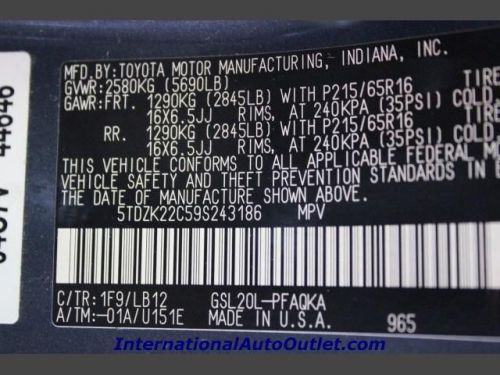 MFD.BY:TOYOTA MOTOR MANUFACTURING, INDIANA, INC.
GVWR:2580KG (5690LB)
GAWR:FRT. 1290KG (2845LB) WITH P215/65R16 TIRE
16X6.5JJ RIMS, AT 240KPA (35PSI) COLD
RR. 1290KG (2845LB) WITH P215/65R16 TIRE
16X6.5JJ RIMS, AT 240KPA (35PSI) COLD
THIS VEHICLE CONFORMS TO ALL APPLICABLE
VEHICLE SAFETY AND THEFT PREVENTION STANDARDS IN
THE DATE OF MANUFACTURE SHOWN ABOVE.
5TDZK22C59S243186 MPV
C/TR:1F9/LB12 GSL20L-PFAQKA
A/TM:-01A/U151E MADE IN U.S.A. 965
InternationalAutoOutlet.com